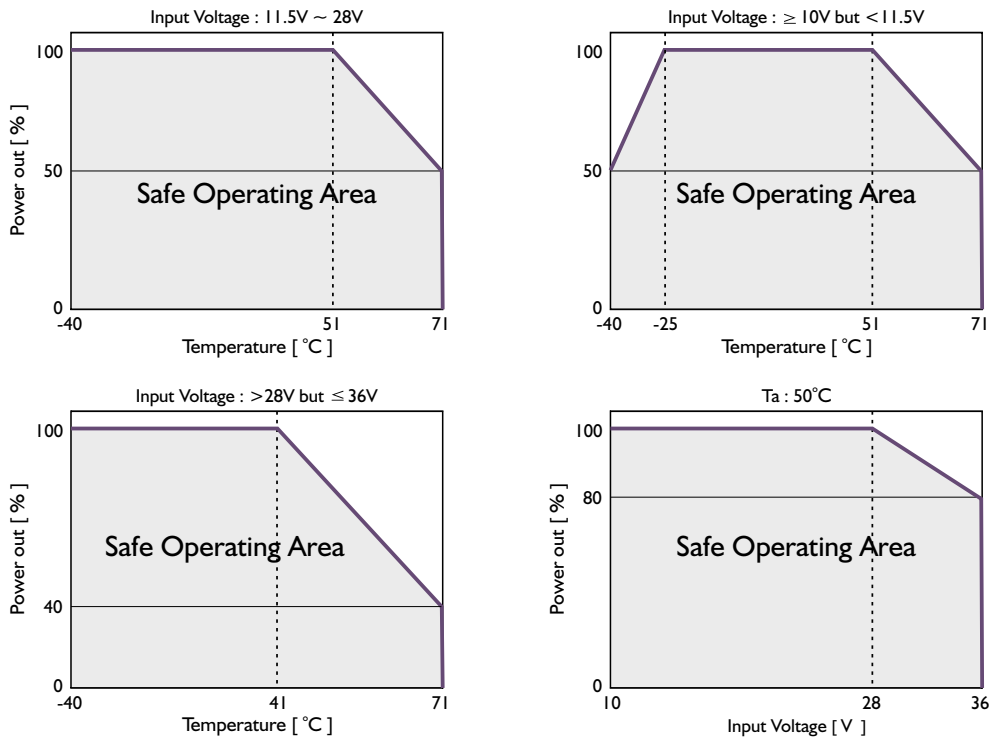 Input Voltage : 11.5V ~ 28V
100
50
0
Power out [ % ]
Safe Operating Area
-40
51
71
Temperature [ °C ]
Input Voltage : ≥ 10V but <11.5V
100
50
0
Safe Operating Area
-40
-25
51
71
Temperature [ °C ]
Input Voltage : >28V but ≤ 36V
100
40
0
Power out [ % ]
Safe Operating Area
-40
41
71
Temperature [ °C ]
Ta : 50°C
100
80
0
Power out [ % ]
Safe Operating Area
10
28
36
Input Voltage [ V ]